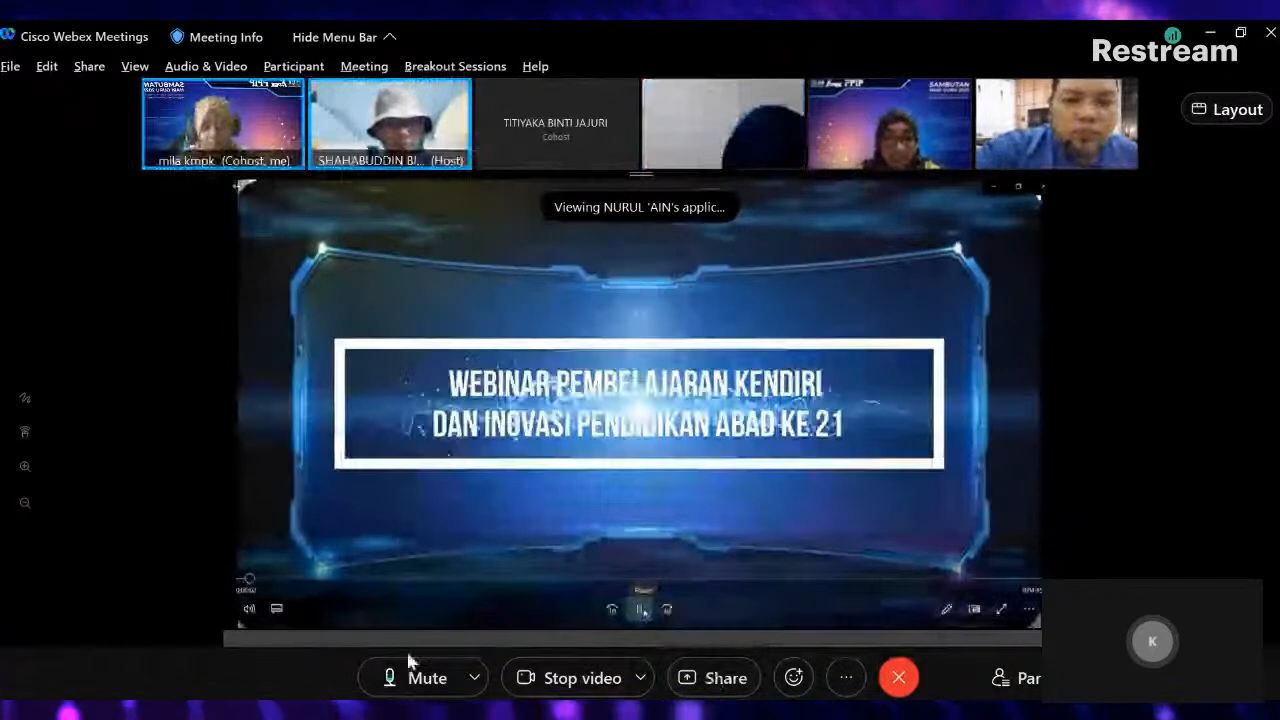 Cisco Webex Meetings
Meeting Info
Hide Menu Bar
Restream
File Edit Share View Audio & Video Participant Meeting Breakout Sessions Help
Layout
SAMBUTAN
mila kmpk (Cohost, me)
SHAHABUDDIN BI... (Host)
TITIYAKA BINTI JAJURI
Cohost
Viewing NURUL 'AIN's applic...
WEBINAR PEMBELAJARAN KENDIRI
DAN INOVASI PENDIDIKAN ABAD KE 21
K
Mute
Stop video
Share
Par